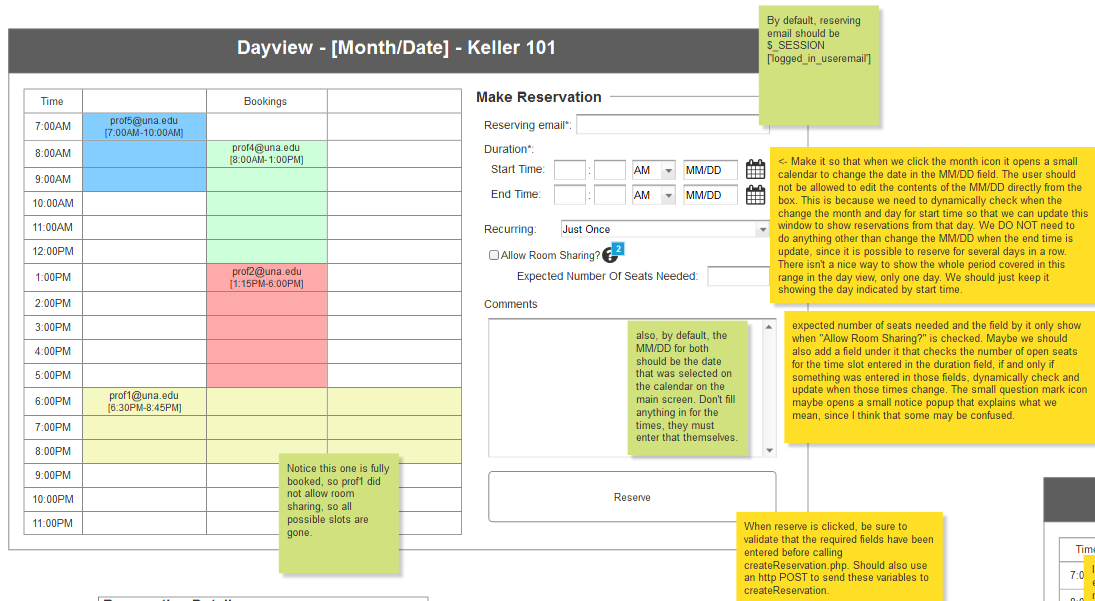 Dayview - [Month/Date] - Keller 101
By default, reserving
email should be
$_SESSION
['logged_in_useremail']
Time
Bookings
7:00AM
prof5@una.edu
[7:00AM-10:00AM]
8:00AM
prof4@una.edu
[8:00AM-1:00PM]
9:00AM
10:00AM
11:00AM
12:00PM
1:00PM
prof2@una.edu
[1:15PM-6:00PM]
2:00PM
3:00PM
4:00PM
5:00PM
6:00PM
prof1@una.edu
[6:30PM-8:45PM]
7:00PM
8:00PM
9:00PM
10:00PM
11:00PM
Notice this one is fully
booked, so prof1 did
not allow room
sharing, so all
possible slots are
gone.
Make Reservation
Reserving email*:
Duration*:
Start Time: : AM MM/DD
End Time: : AM MM/DD
Recurring: Just Once
Allow Room Sharing? ? 2
Expected Number Of Seats Needed:
Comments
also, by default, the
MM/DD for both
should be the date
that was selected on
the calendar on the
main screen. Don't fill
anything in for the
times, they must
enter that themselves.
Reserve
<- Make it so that when we click the month icon it opens a small
calendar to change the date in the MM/DD field. The user should
not be allowed to edit the contents of the MM/DD directly from the
box. This is because we need to dynamically check when the
change the month and day for start time so that we can update this
window to show reservations from that day. We DO NOT need to
do anything other than change the MM/DD when the end time is
update, since it is possible to reserve for several days in a row.
There isn't a nice way to show the whole period covered in this
range in the day view, only one day. We should just keep it
showing the day indicated by start time.
expected number of seats needed and the field by it only show
when "Allow Room Sharing?" is checked. Maybe we should
also add a field under it that checks the number of open seats
for the time slot entered in the duration field, if and only if
something was entered in those fields, dynamically check and
update when those times change. The small question mark icon
maybe opens a small notice popup that explains what we
mean, since I think that some may be confused.
When reserve is clicked, be sure to
validate that the required fields have been
entered before calling
createReservation.php. Should also use
an http POST to send these variables to
createReservation.